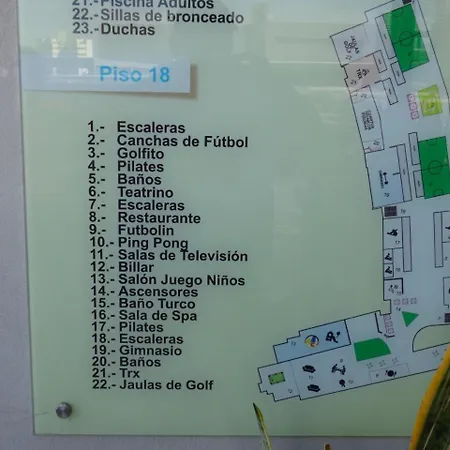 21.-Piscina Adultos
22.-Sillas de bronceado
23.-Duchas
Piso 18
1.- Escaleras
2.- Canchas de Fútbol
3.- Golfito
4.- Pilates
5.- Baños
6.- Teatrino
7.- Escaleras
8.- Restaurante
9.- Futbolin
10.- Ping Pong
11.- Salas de Televisión
12.- Billar
13.- Salón Juego Niños
14.- Ascensores
15.- Baño Turco
16.- Sala de Spa
17.- Pilates
18.- Escaleras
19.- Gimnasio
20.- Baños
21.- Trx
22.- Jaulas de Golf
JAULAS
GOLF
TRX